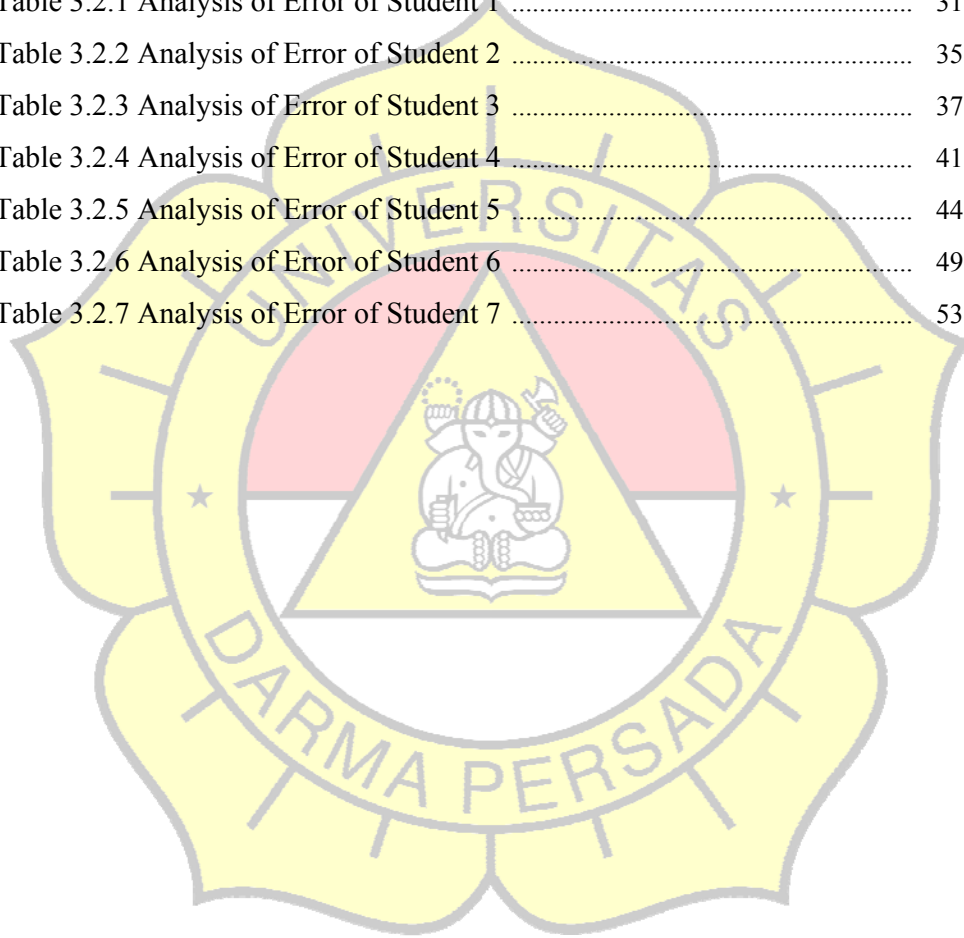 Table 3.2.1 Analysis of Error of Student 1 ........................................................................ 31
Table 3.2.2 Analysis of Error of Student 2 ........................................................................ 35
Table 3.2.3 Analysis of Error of Student 3 ........................................................................ 37
Table 3.2.4 Analysis of Error of Student 4 ........................................................................ 41
Table 3.2.5 Analysis of Error of Student 5 ........................................................................ 44
Table 3.2.6 Analysis of Error of Student 6 ........................................................................ 49
Table 3.2.7 Analysis of Error of Student 7 ........................................................................ 53
UNIVERSITAS
DARMA PERSADA